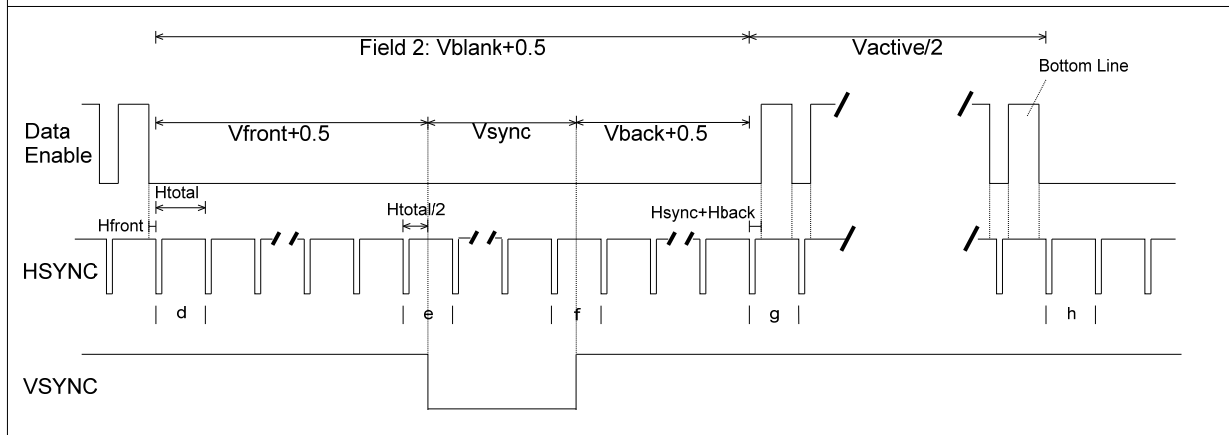 Field 2: Vblank+0.5
Vactive/2
Bottom Line
Data
Enable
Vfront+0.5
Vsync
Vback+0.5
Htotal
Hfront
Htotal/2
Hsync+Hback
HSYNC
d
e
f
g
h
VSYNC